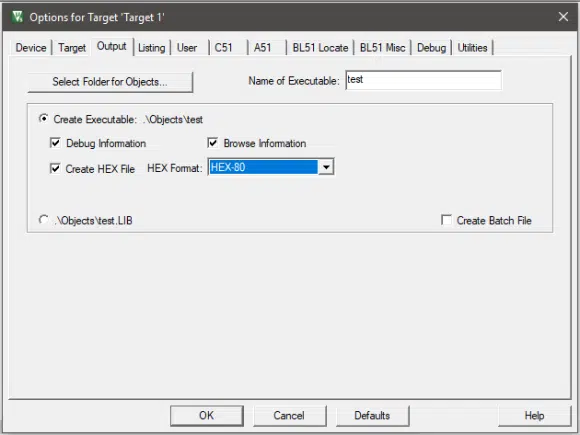 Options for Target 'Target 1'
Device Target Output Listing User C51 A51 BL51 Locate BL51 Misc Debug Utilities
Select Folder for Objects... Name of Executable: test
Create Executable: .\Objects\test
Debug Information Browse Information
Create HEX File HEX Format: HEX-80
.\Objects\test.LIB Create Batch File
OK Cancel Defaults Help